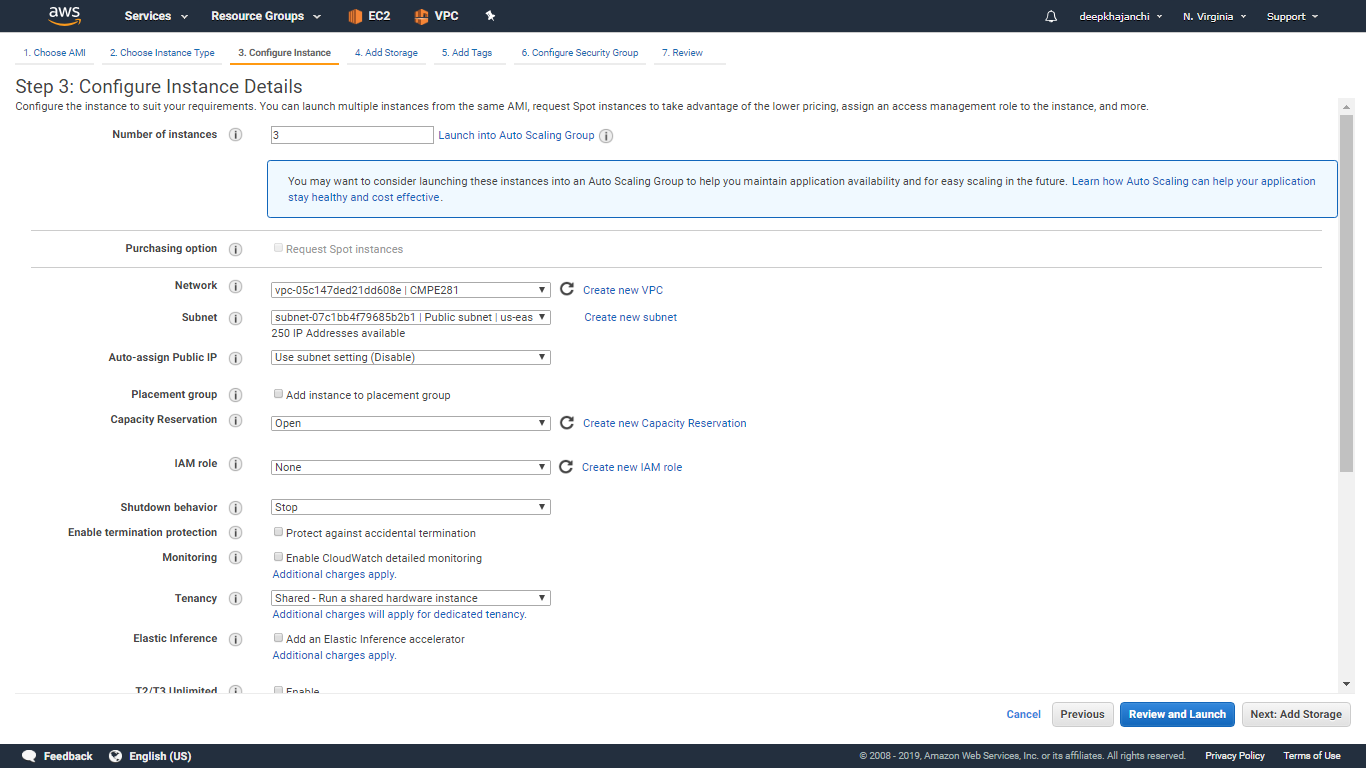 aws Services Resource Groups EC2 VPC deepkhajanchi N. Virginia Support
1. Choose AMI 2. Choose Instance Type 3. Configure Instance 4. Add Storage 5. Add Tags 6. Configure Security Group 7. Review
Step 3: Configure Instance Details
Configure the instance to suit your requirements. You can launch multiple instances from the same AMI, request Spot instances to take advantage of the lower pricing, assign an access management role to the instance, and more.
Number of instances 3 Launch into Auto Scaling Group
You may want to consider launching these instances into an Auto Scaling Group to help you maintain application availability and for easy scaling in the future. Learn how Auto Scaling can help your application
stay healthy and cost effective.
Purchasing option Request Spot instances
Network vpc-05c147ded21dd608e | CMPE281 Create new VPC
Subnet subnet-07c1bb4f79685b2b1 | Public subnet | us-eas Create new subnet
250 IP Addresses available
Auto-assign Public IP Use subnet setting (Disable)
Placement group Add instance to placement group
Capacity Reservation Open Create new Capacity Reservation
IAM role None Create new IAM role
Shutdown behavior Stop
Enable termination protection Protect against accidental termination
Monitoring Enable CloudWatch detailed monitoring
Additional charges apply.
Tenancy Shared - Run a shared hardware instance
Additional charges will apply for dedicated tenancy.
Elastic Inference Add an Elastic Inference accelerator
Additional charges apply.
T2/T3 Unlimited Enable
Cancel Previous Review and Launch Next: Add Storage
Feedback English (US) © 2008 - 2019, Amazon Web Services, Inc. or its affiliates. All rights reserved. Privacy Policy Terms of Use